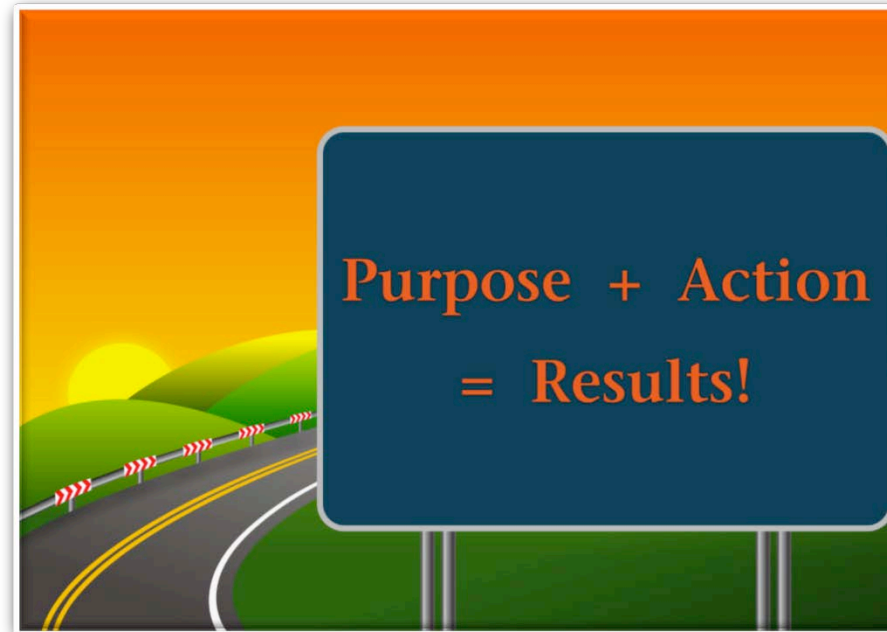 Purpose + Action
= Results!